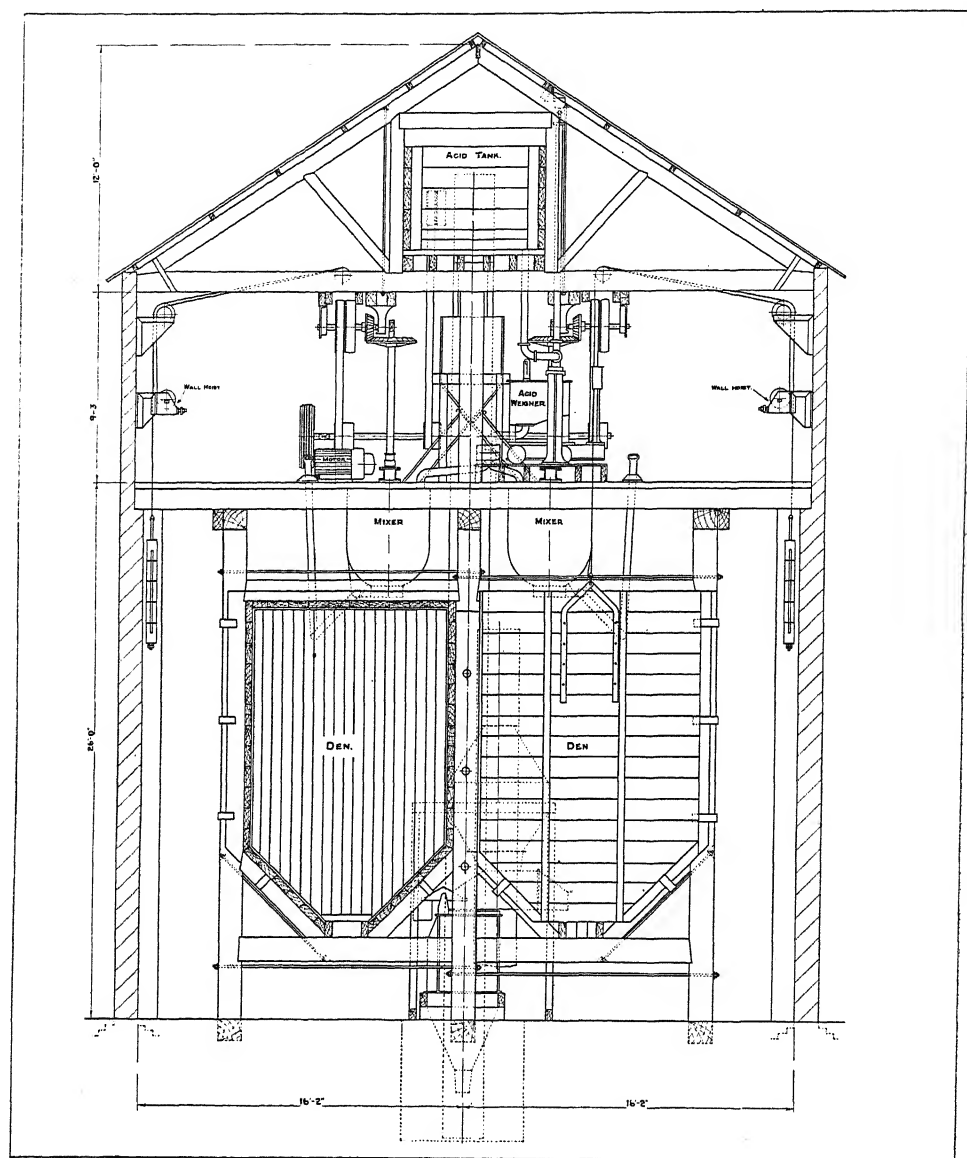 12'-0"
ACID TANK.
WALL HOIST
WALL HOIST
9-3
ACID
WEIGHER
MOTOR
MIXER
MIXER
26'-0"
DEN.
DEN
16'-2"
16'-2"